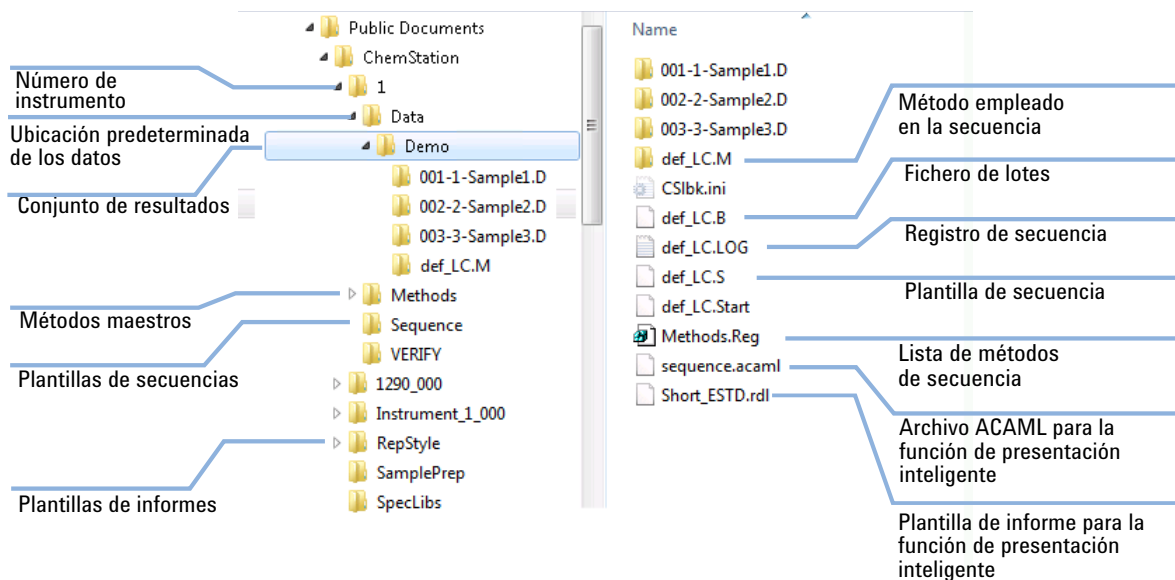 Número de
instrumento
Ubicación predeterminada
de los datos
Conjunto de resultados
Métodos maestros
Plantillas de secuencias
Plantillas de informes
Public Documents
ChemStation
1
Data
Demo
001-1-Sample1.D
002-2-Sample2.D
003-3-Sample3.D
def_LC.M
Methods
Sequence
VERIFY
1290_000
Instrument_1_000
RepStyle
SamplePrep
SpecLibs
Name
001-1-Sample1.D
002-2-Sample2.D
003-3-Sample3.D
def_LC.M
CSlbk.ini
def_LC.B
def_LC.LOG
def_LC.S
def_LC.Start
Methods.Reg
sequence.acaml
Short_ESTD.rdl
Método empleado
en la secuencia
Fichero de lotes
Registro de secuencia
Plantilla de secuencia
Lista de métodos
de secuencia
Archivo ACAML para la
función de presentación
inteligente
Plantilla de informe para la
función de presentación
inteligente